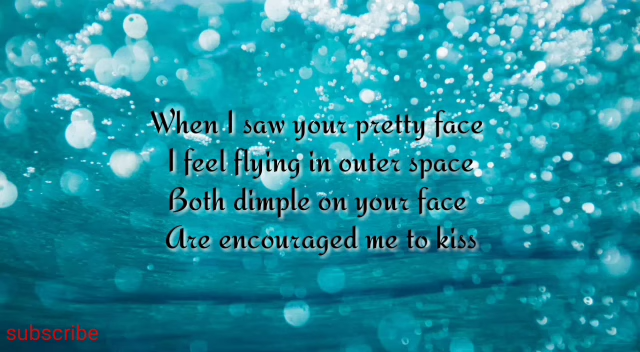 When I saw your pretty face
I feel flying in outer space
Both dimple on your face
Are encouraged me to kiss
subscribe